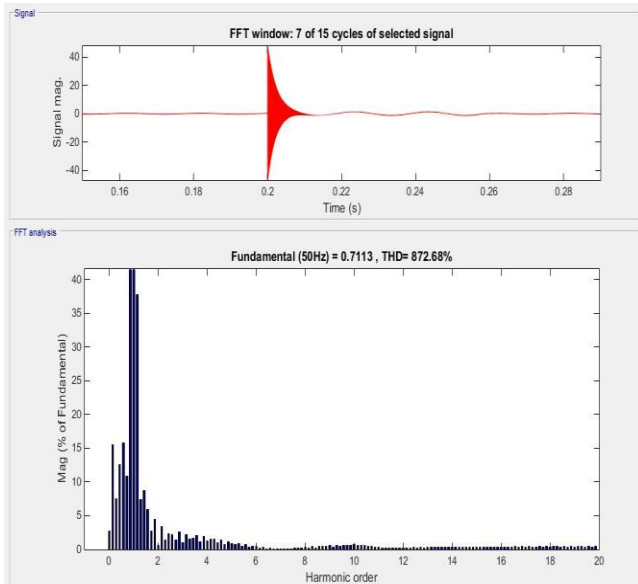 Signal
FFT window: 7 of 15 cycles of selected signal
Signal mag.
40
20
0
-20
-40
0.16 0.18 0.2 0.22 0.24 0.26 0.28
Time (s)
FFT analysis
Fundamental (50Hz) = 0.7113 , THD= 872.68%
Mag (% of Fundamental)
40
35
30
25
20
15
10
5
0
0 2 4 6 8 10 12 14 16 18 20
Harmonic order